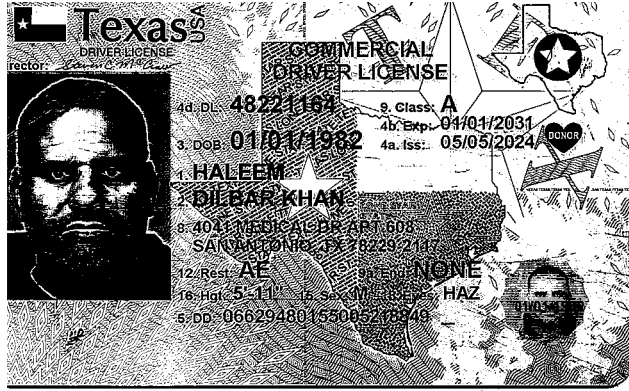 Texas USA
DRIVER LICENSE
rector:
COMMERCIAL
DRIVER LICENSE
4d. DL: 48221164
9. Class: A
3. DOB: 01/01/1982
4b. Exp: 01/01/2031
4a. Iss: 05/05/2024
DONOR
1. HALEEM
2. DILBAR KHAN
8. 4041 MEDICAL DR APT 608
SAN ANTONIO, TX 78229-2117
12. Rest: AE
9a. End: NONE
16. Hgt: 5'-11"
15. Sex: M
18. Eyes: HAZ
5. DD: